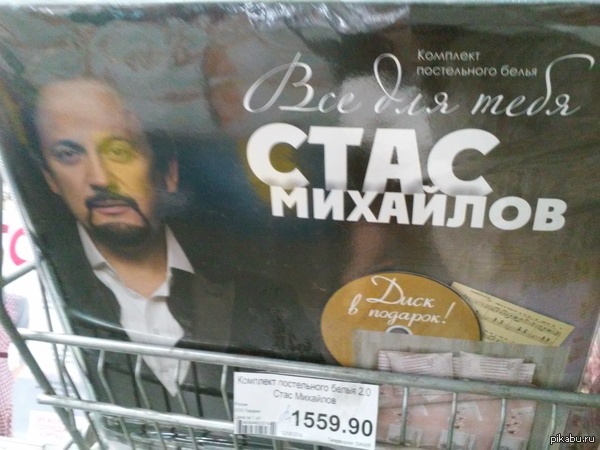 Комплект
постельного белья
Все для тебя
СТАС
МИХАЙЛОВ
Диск
в подарок!
Комплект постельного белья 2.0
Стас Михайлов
1559.90
pikabu.ru